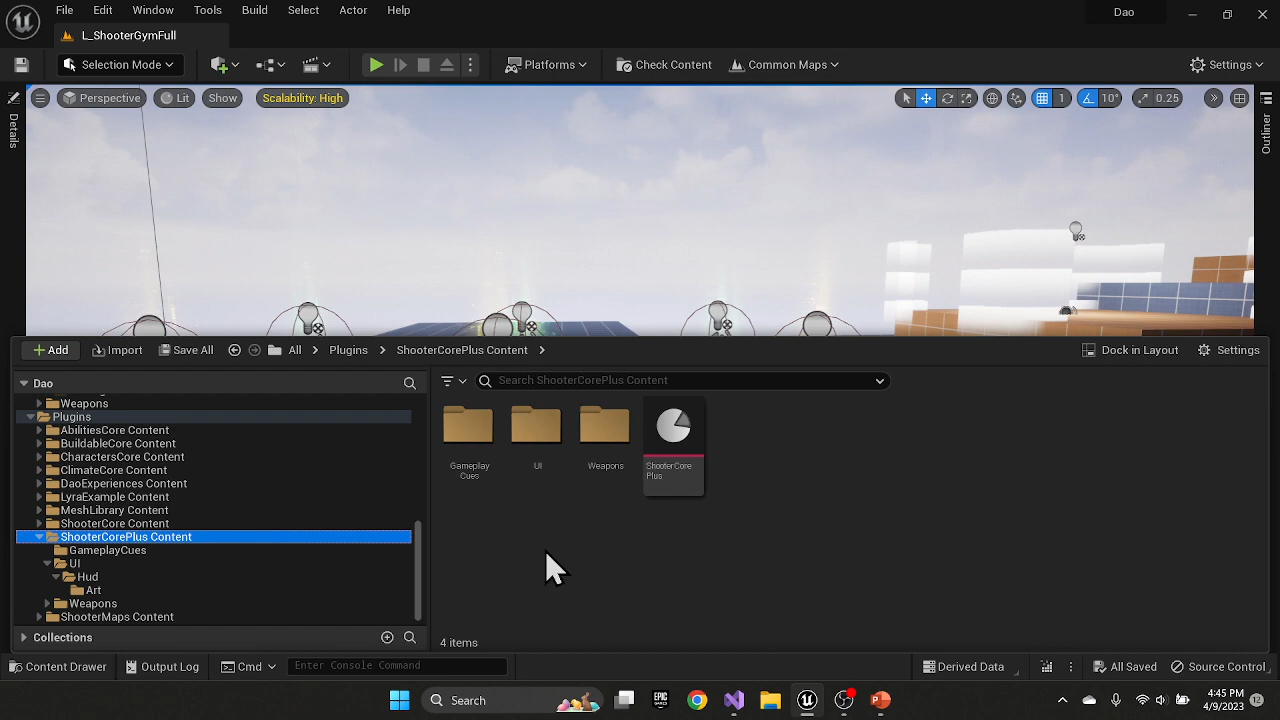 File Edit Window Tools Build Select Actor Help Dao
L_ShooterGymFull
Selection Mode Platforms Check Content Common Maps Settings
Perspective Lit Show Scalability: High 1 10° 0.25
Details
Outliner
Add Import Save All All Plugins ShooterCorePlus Content Dock in Layout Settings
Dao
Search ShooterCorePlus Content
Weapons
Plugins
AbilitiesCore Content
BuildableCore Content
CharactersCore Content
ClimateCore Content
DaoExperiences Content
LyraExample Content
MeshLibrary Content
ShooterCore Content
ShooterCorePlus Content
GameplayCues
UI
Hud
Art
Weapons
ShooterMaps Content
Collections
Gameplay
Cues
UI
Weapons
ShooterCore
Plus
4 items
Content Drawer Output Log Cmd Enter Console Command Derived Data All Saved Source Control
Search
EPIC
GAMES
4:45 PM
4/9/2023
12